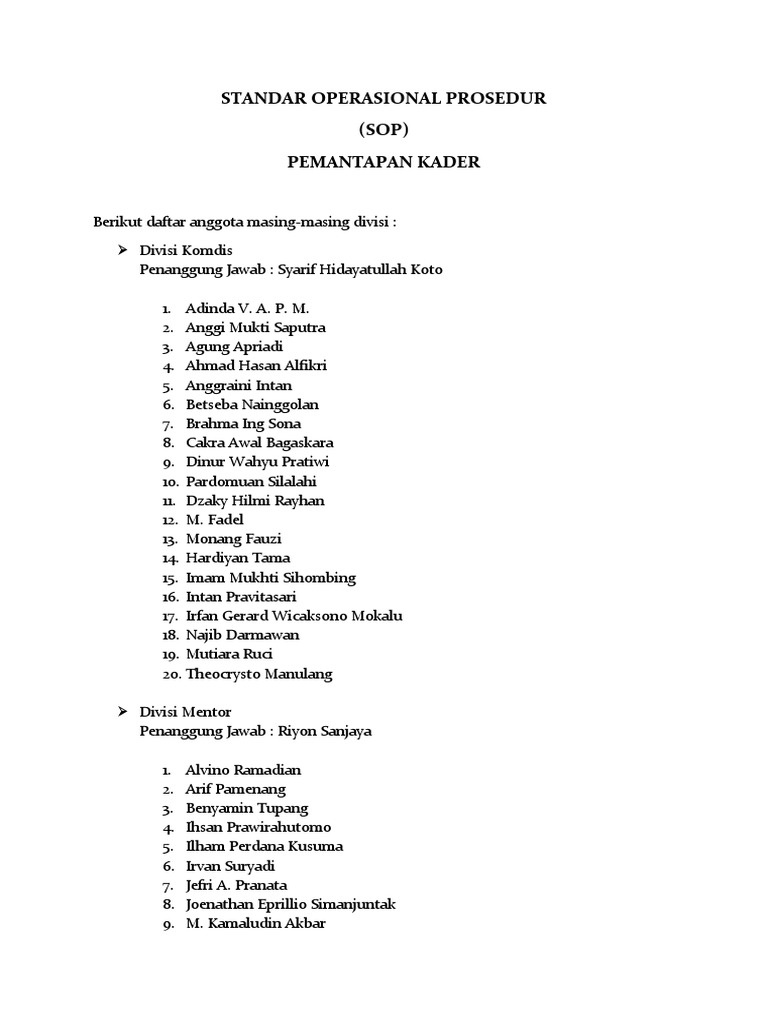 STANDAR OPERASIONAL PROSEDUR
(SOP)
PEMANTAPAN KADER
Berikut daftar anggota masing-masing divisi :
➢ Divisi Komdis
Penanggung Jawab : Syarif Hidayatullah Koto
1. Adinda V. A. P. M.
2. Anggi Mukti Saputra
3. Agung Apriadi
4. Ahmad Hasan Alfikri
5. Anggraini Intan
6. Betseba Nainggolan
7. Brahma Ing Sona
8. Cakra Awal Bagaskara
9. Dinur Wahyu Pratiwi
10. Pardomuan Silalahi
11. Dzaky Hilmi Rayhan
12. M. Fadel
13. Monang Fauzi
14. Hardiyan Tama
15. Imam Mukhti Sihombing
16. Intan Pravitasari
17. Irfan Gerard Wicaksono Mokalu
18. Najib Darmawan
19. Mutiara Ruci
20. Theocrysto Manulang
➢ Divisi Mentor
Penanggung Jawab : Riyon Sanjaya
1. Alvino Ramadian
2. Arif Pamenang
3. Benyamin Tupang
4. Ihsan Prawirahutomo
5. Ilham Perdana Kusuma
6. Irvan Suryadi
7. Jefri A. Pranata
8. Joenathan Eprillio Simanjuntak
9. M. Kamaludin Akbar